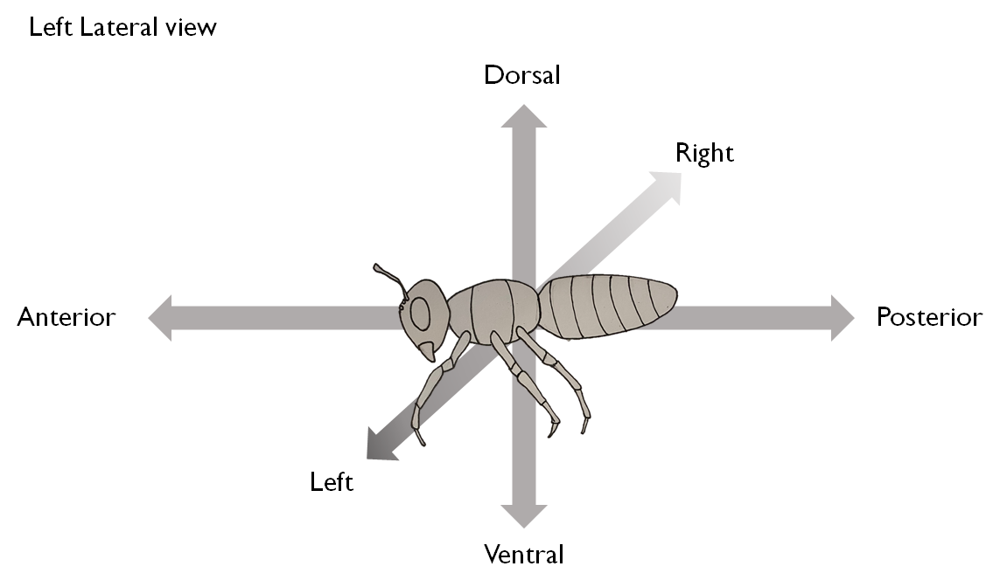 Left Lateral view
Dorsal
Right
Anterior
Posterior
Left
Ventral